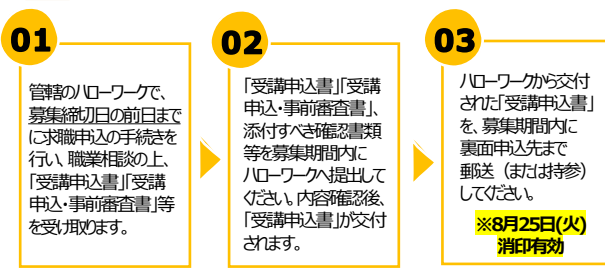 01
管轄のハローワークで、
募集締切日の前日まで
に求職申込の手続きを
行い、職業相談の上、
「受講申込書」「受講
申込・事前審査書」等
を受け取ります。
02
「受講申込書」「受講
申込・事前審査書」、
添付すべき確認書類
等を募集期間内に
ハローワークへ提出して
ください。内容確認後、
「受講申込書」が交付
されます。
03
ハローワークから交付
された「受講申込書」
を、募集期間内に
裏面申込先まで
郵送（または持参）
してください。
※8月25日(火)
消印有効